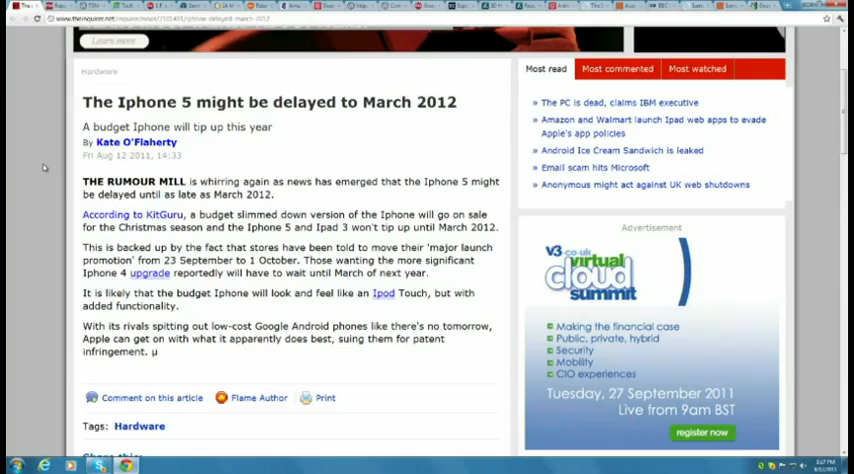 www.theinquirer.net/inquirer/news/2101401/iphone-delayed-march-2012
Learn more
Hardware
The Iphone 5 might be delayed to March 2012
A budget Iphone will tip up this year
By Kate O'Flaherty
Fri Aug 12 2011, 14:33
THE RUMOUR MILL is whirring again as news has emerged that the Iphone 5 might
be delayed until as late as March 2012.
According to KitGuru, a budget slimmed down version of the Iphone will go on sale
for the Christmas season and the Iphone 5 and Ipad 3 won't tip up until March 2012.
This is backed up by the fact that stores have been told to move their 'major launch
promotion' from 23 September to 1 October. Those wanting the more significant
Iphone 4 upgrade reportedly will have to wait until March of next year.
It is likely that the budget Iphone will look and feel like an Ipod Touch, but with
added functionality.
With its rivals spitting out low-cost Google Android phones like there's no tomorrow,
Apple can get on with what it apparently does best, suing them for patent
infringement. µ
Comment on this article Flame Author Print
Tags: Hardware
Share this:
Most read Most commented Most watched
» The PC is dead, claims IBM executive
» Amazon and Walmart launch Ipad web apps to evade
Apple's app policies
» Android Ice Cream Sandwich is leaked
» Email scam hits Microsoft
» Anonymous might act against UK web shutdowns
Advertisement
v3.co.uk
virtual
cloud
summit
Making the financial case
Public, private, hybrid
Security
Mobility
CIO experiences
Tuesday, 27 September 2011
Live from 9am BST
register now